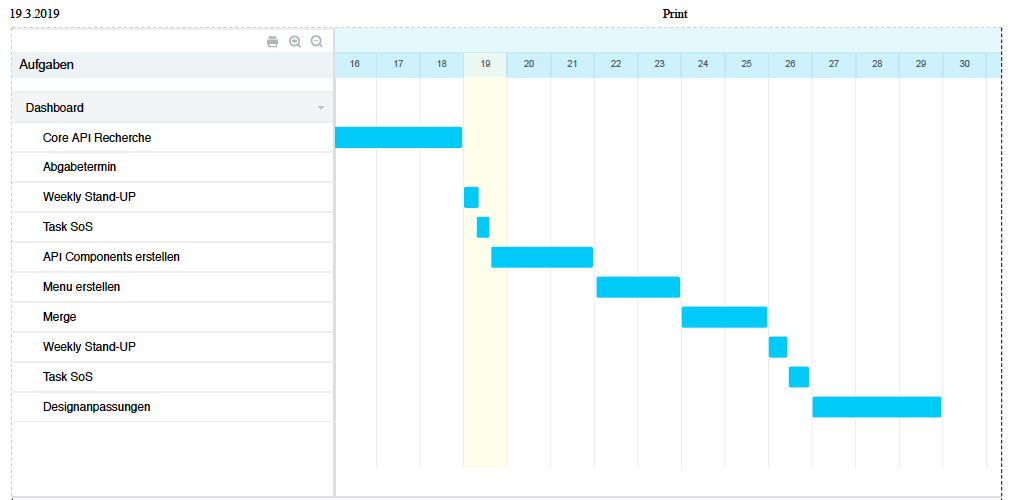 19.3.2019 Print
16 17 18 19 20 21 22 23 24 25 26 27 28 29 30
Aufgaben
Dashboard
Core API Recherche
Abgabetermin
Weekly Stand-UP
Task SoS
API Components erstellen
Menu erstellen
Merge
Weekly Stand-UP
Task SoS
Designanpassungen